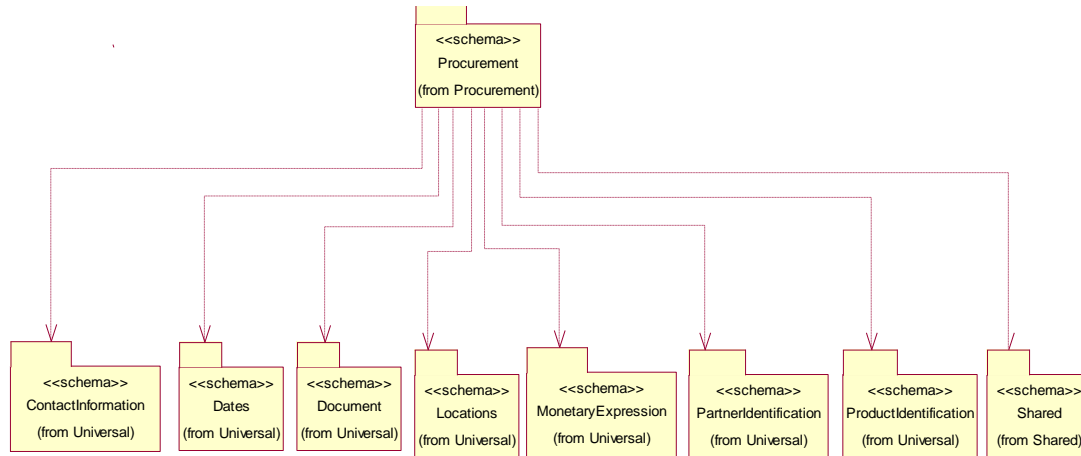 <<schema>>
Procurement
(from Procurement)
<<schema>>
ContactInformation
(from Universal)
<<schema>>
Dates
(from Universal)
<<schema>>
Document
(from Universal)
<<schema>>
Locations
(from Universal)
<<schema>>
MonetaryExpression
(from Universal)
<<schema>>
PartnerIdentification
(from Universal)
<<schema>>
ProductIdentification
(from Universal)
<<schema>>
Shared
(from Shared)